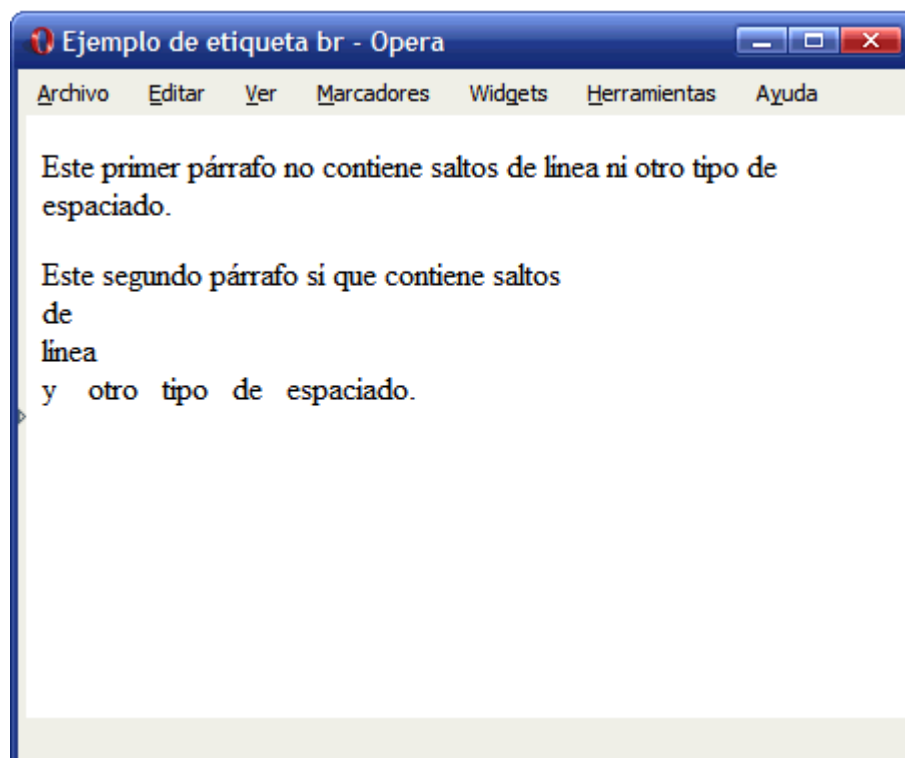 Ejemplo de etiqueta br - Opera
Archivo Editar Ver Marcadores Widgets Herramientas Ayuda
Este primer párrafo no contiene saltos de línea ni otro tipo de
espaciado.
Este segundo párrafo sí que contiene saltos
de
línea
y otro tipo de espaciado.